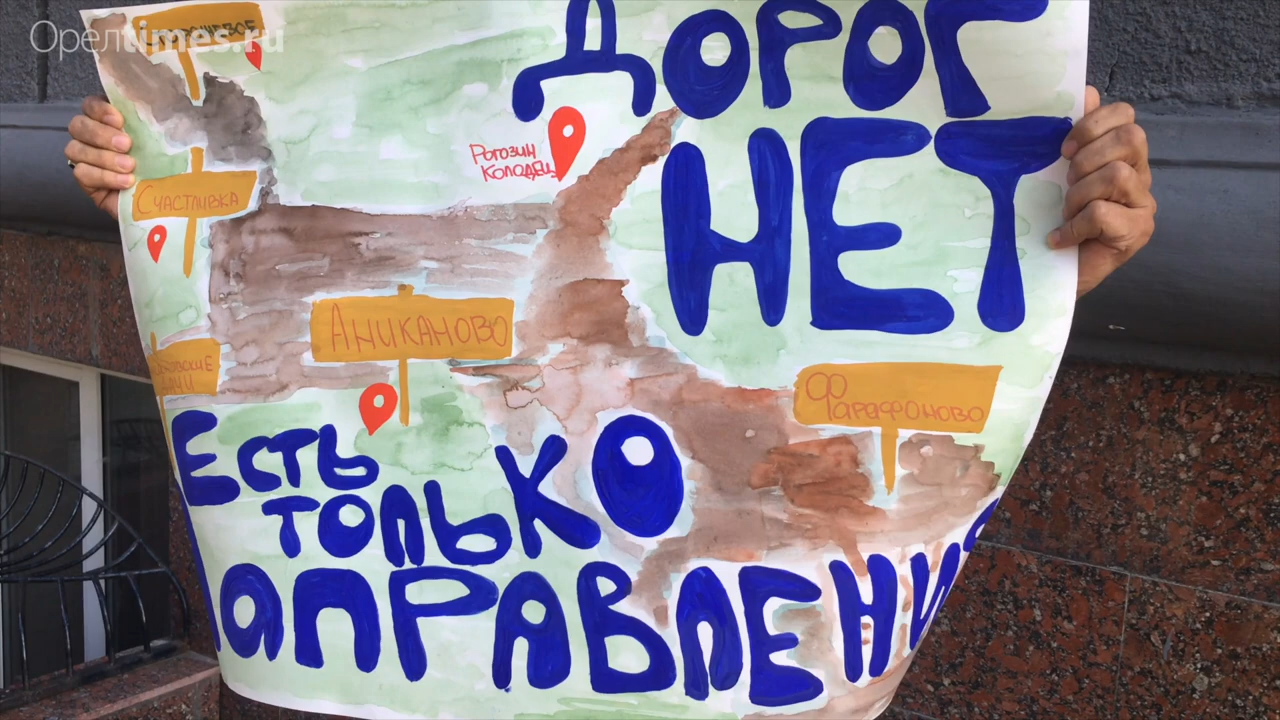 Орелtimes.ru
ДОРОГ
НЕТ
Рогозин
Колодец
Счастливка
Аниканово
Фарафоново
Есть
только
направлени